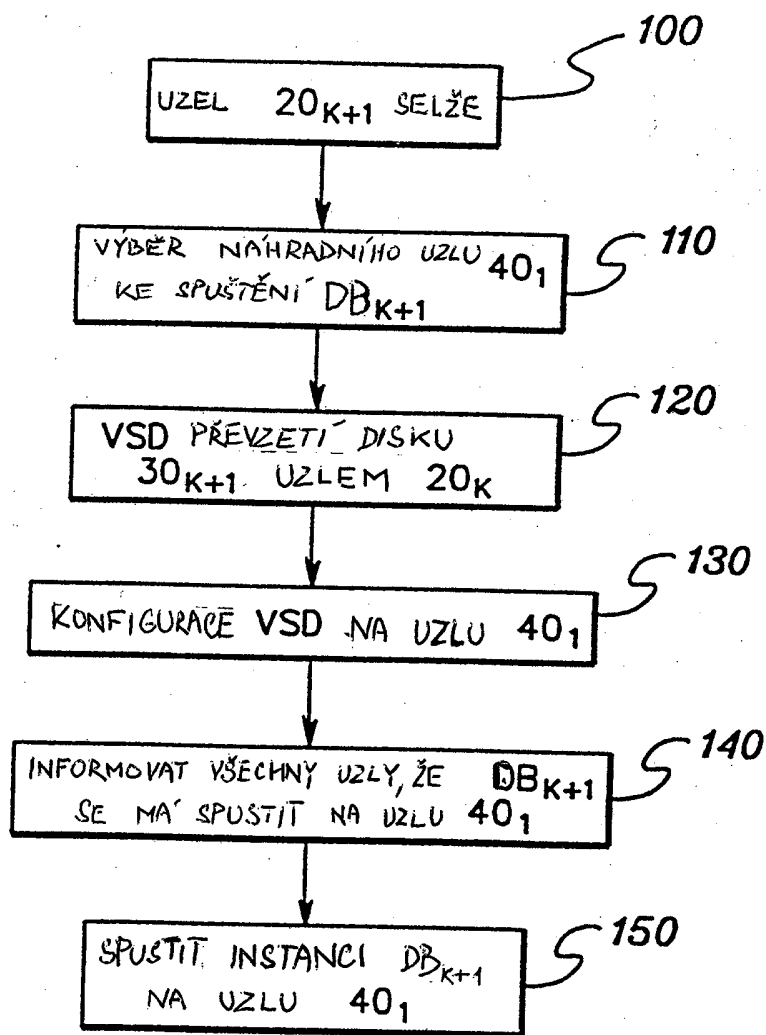 100
UZEL 20K+1 SELŽE
110
VÝBĚR NÁHRADNÍHO UZLU 401
KE SPUŠTĚNÍ DBK+1
120
VSD PŘEVZETÍ DISKU
30K+1 UZLEM 20K
130
KONFIGURACE VSD NA UZLU 401
140
INFORMOVAT VŠECHNY UZLY, ŽE DBK+1
SE MÁ SPUSTIT NA UZLU 401
150
SPUSTIT INSTANCI DBK+1
NA UZLU 401